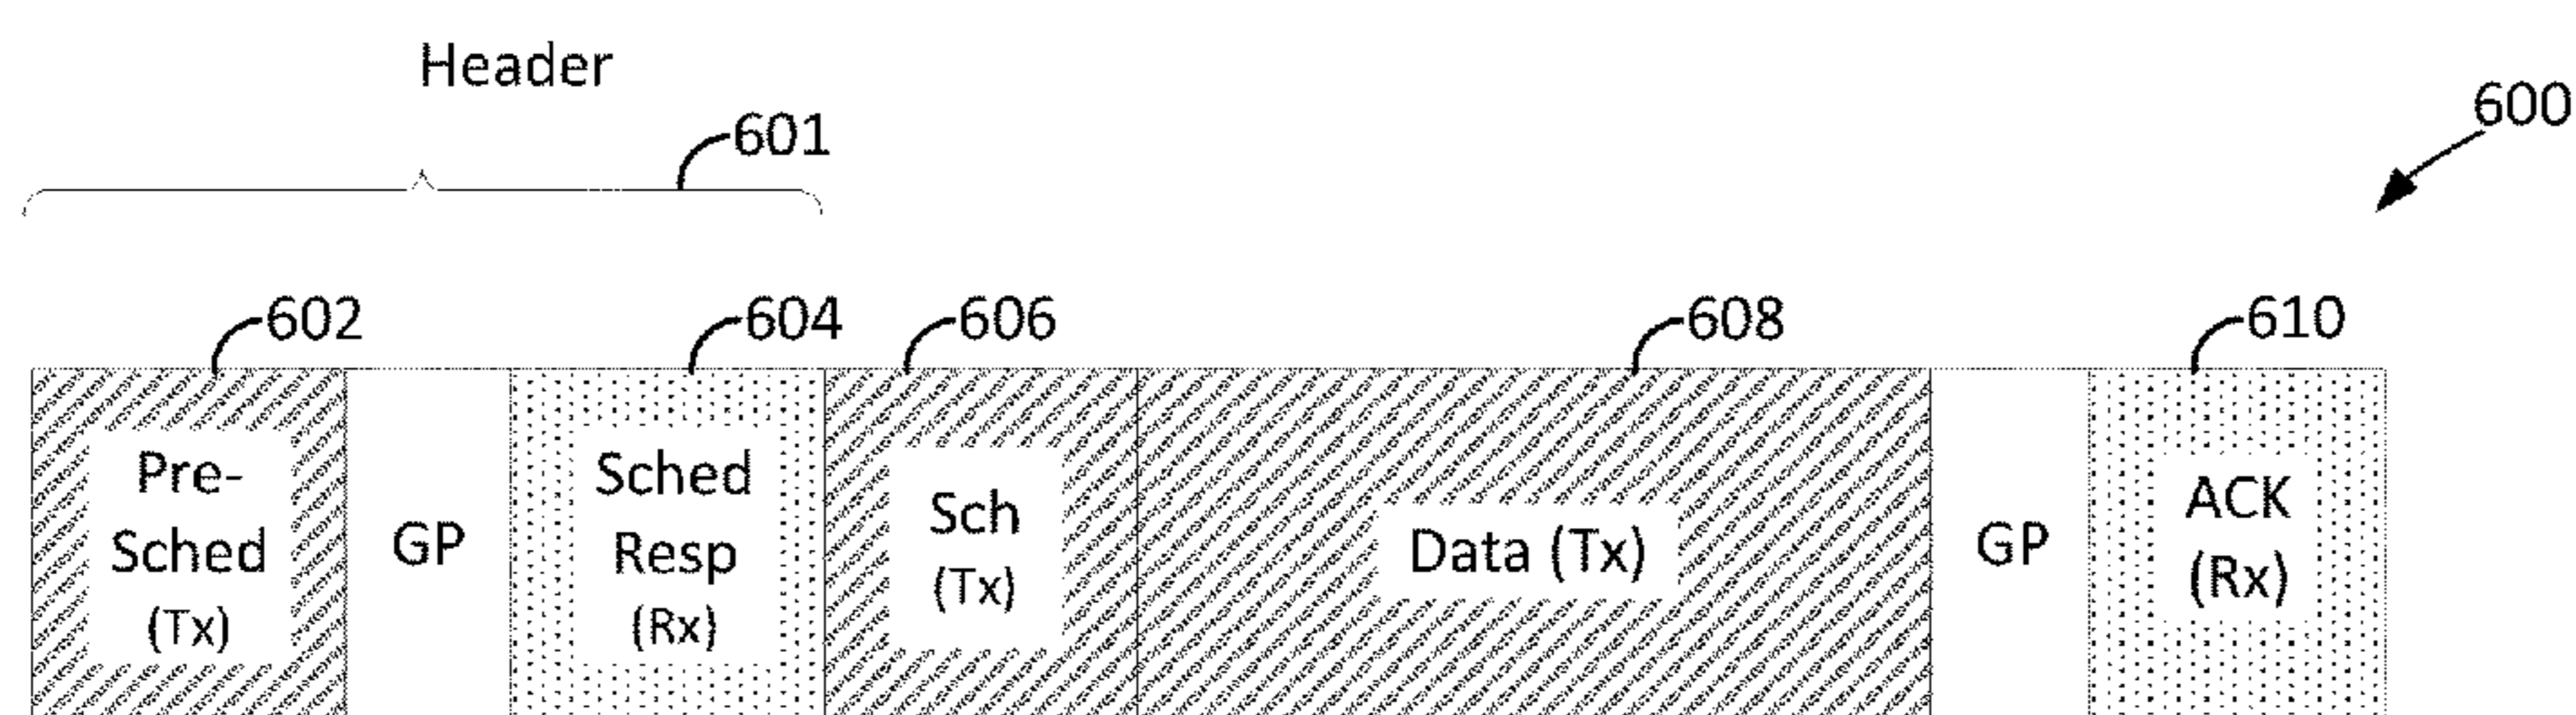 Header
601
600
602
604
606
608
610
Pre-
Sched
(Tx)
GP
Sched
Resp
(Rx)
Sch
(Tx)
Data (Tx)
GP
ACK
(Rx)